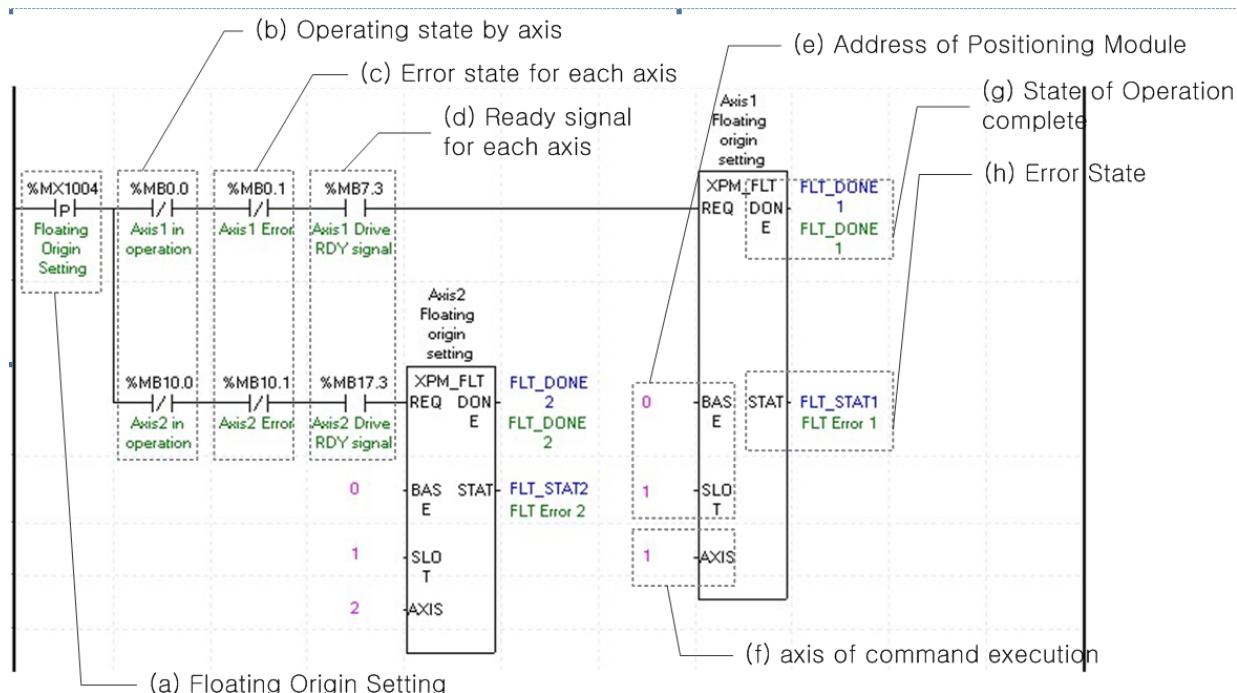 (b) Operating state by axis
(e) Address of Positioning Module
(c) Error state for each axis
(g) State of Operation
complete
(d) Ready signal
for each axis
(h) Error State
Axis1
Floating
origin
setting
%MX1004
%MB0.0
%MB0.1
%MB7.3
P
Floating
Origin
Setting
Axis1 in
operation
Axis1 Error
Axis1 Drive
RDY signal
XPM_FLT
REQ DON
E
FLT_DONE
1
FLT_DONE
1
Axis2
Floating
origin
setting
%MB10.0
%MB10.1
%MB17.3
Axis2 in
operation
Axis2 Error
Axis2 Drive
RDY signal
XPM_FLT
REQ DON
E
FLT_DONE
2
FLT_DONE
2
0
BAS STAT
E
FLT_STAT1
FLT Error 1
0
BAS STAT
E
FLT_STAT2
FLT Error 2
1
SLO
T
1
SLO
T
1
AXIS
2
AXIS
(f) axis of command execution
(a) Floating Origin Setting